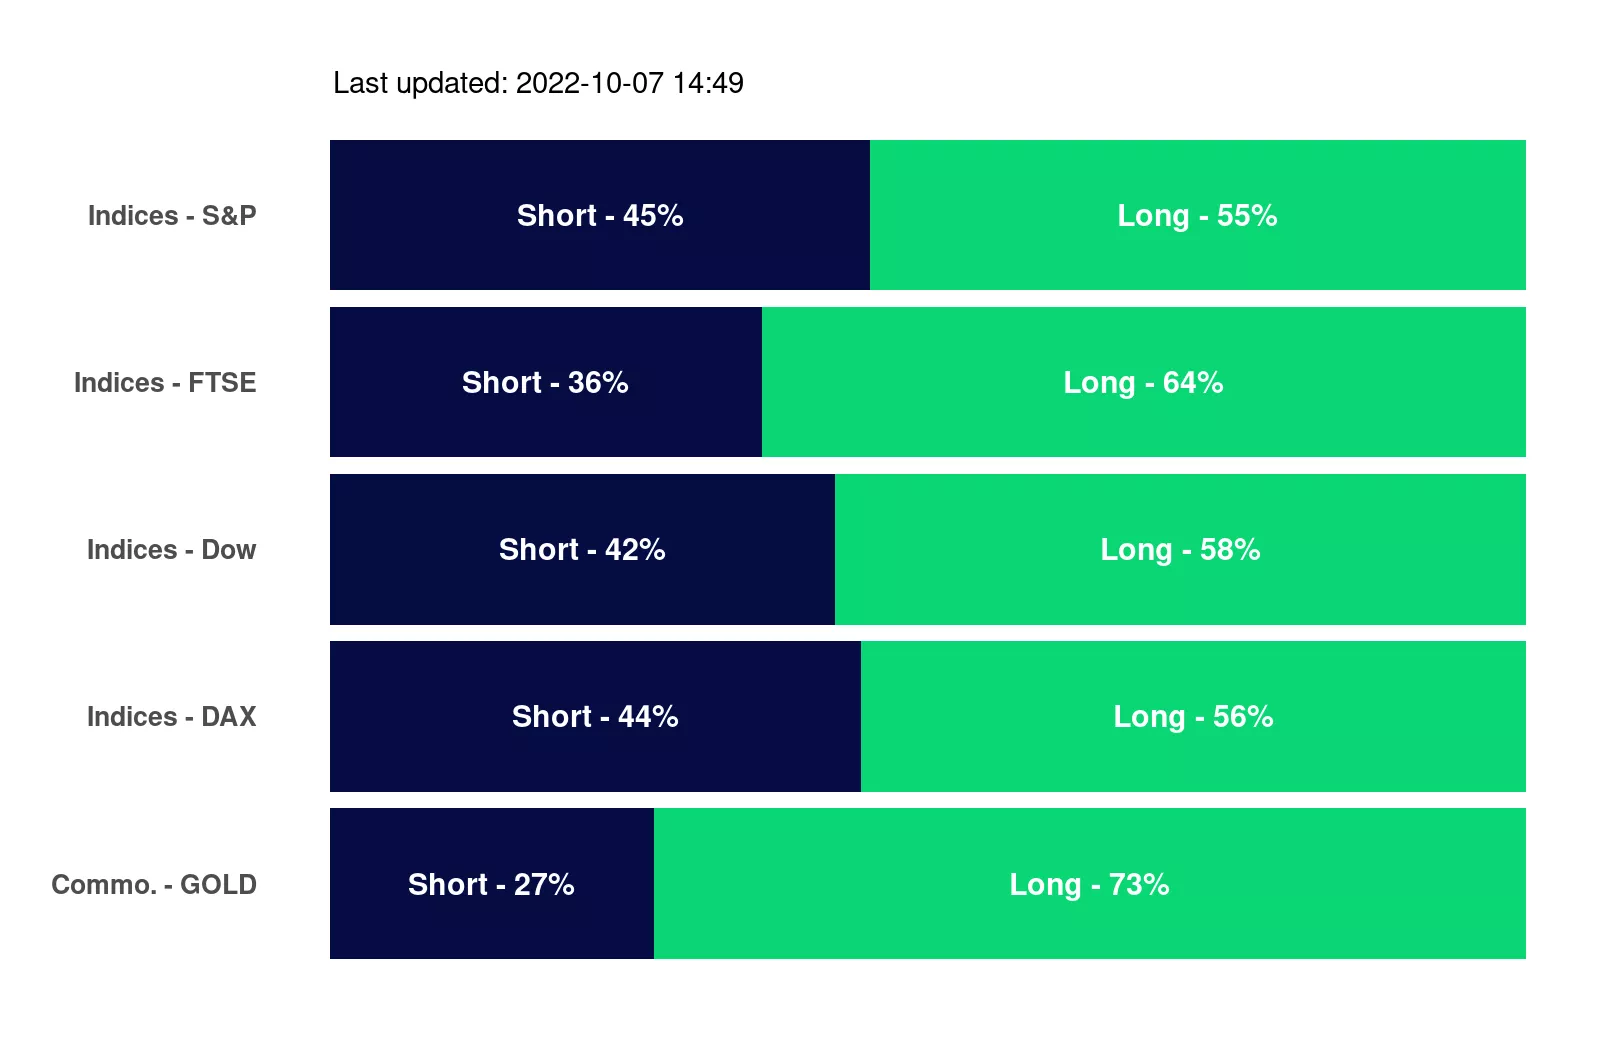 Last updated: 2022-10-07 14:49
Indices - S&P Short - 45% Long - 55%
Indices - FTSE Short - 36% Long - 64%
Indices - Dow Short - 42% Long - 58%
Indices - DAX Short - 44% Long - 56%
Commo. - GOLD Short - 27% Long - 73%